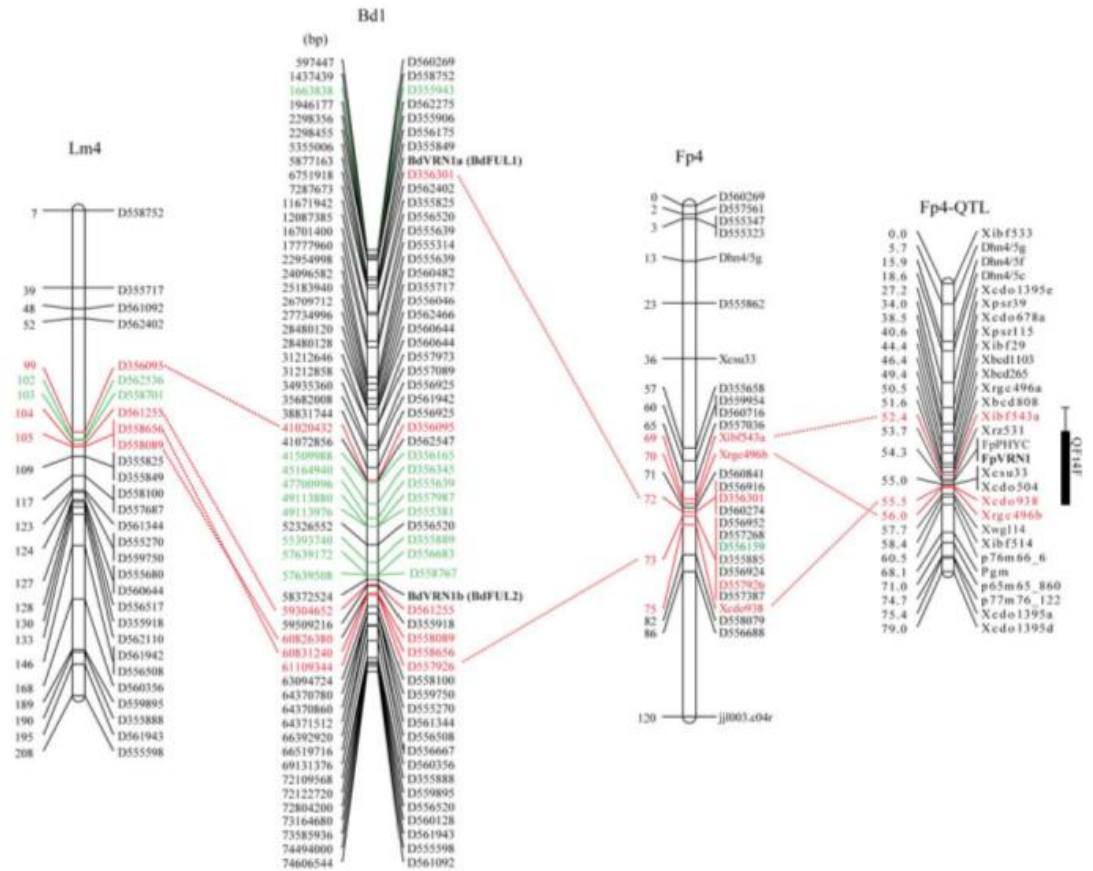 Lm4
7
39
48
52
99
102
103
104
105
109
117
123
124
127
128
130
133
146
168
189
190
195
208
D558752
D355717
D561092
D562402
D356095
D562536
D558701
D561255
D558656
D558089
D355825
D355849
D558100
D557687
D561344
D555270
D559750
D555680
D560644
D556517
D355918
D562110
D561942
D556508
D560356
D559895
D355888
D561943
D555598
Bd1
(bp)
597447
1437439
1663838
1946177
2298356
2298455
5355006
5877163
6751918
7287673
11671942
12087385
16701400
17777960
22954998
24096582
25183940
26709712
27734996
28480120
28480128
31212646
31212858
34935360
35682008
38831744
41020432
41072856
41509988
45164940
47700996
49113880
49113976
52326552
55393740
57639172
57639508
58372524
59304652
59509216
60826380
60831240
61109344
63094724
64370780
64370860
64371512
66392920
66519716
69131376
72109568
72122720
72804200
73164680
73585936
74494000
74606544
D560269
D558752
D355943
D562275
D355906
D556175
D355849
BdVRN1a (BdFUL1)
D356301
D562402
D355825
D556520
D555639
D555314
D555639
D560482
D355717
D556046
D562466
D560644
D560644
D557973
D557089
D556925
D561942
D556925
D356095
D562547
D356165
D356345
D555639
D557987
D555381
D556520
D355889
D556683
D558767
BdVRN1b (BdFUL2)
D561255
D355918
D558089
D558656
D557926
D558100
D559750
D555270
D561344
D556508
D556667
D560356
D355888
D559895
D556520
D560128
D561943
D555598
D561092
Fp4
0
2
3
13
23
36
57
60
65
69
70
71
72
73
75
82
86
120
D560269
D557561
D555347
D555323
Dhn4/5g
D555862
Xcsu33
D355658
D559954
D560716
D557036
Xibf543a
Xrgc496b
D560841
D556916
D356301
D560274
D556952
D557268
D556159
D355885
D556924
D557926
D557387
Xcdo938
D558079
D556688
jjl003.c04r
Fp4-QTL
0.0
5.7
15.9
18.6
27.2
34.0
38.5
40.6
44.4
46.4
49.4
50.5
51.6
52.4
53.7
54.3
55.0
55.5
56.0
57.7
58.4
60.5
68.1
71.0
74.7
75.4
79.0
Xibf533
Dhn4/5g
Dhn4/5f
Dhn4/5c
Xcdo1395e
Xpsr39
Xcdo678a
Xpsr115
Xibf29
Xbcd1103
Xbcd265
Xrgc496a
Xbcd808
Xibf543a
Xrz531
FpPHYC
FpVRN1
Xcsu33
Xcdo504
Xcdo938
Xrgc496b
Xwg114
Xibf514
p76m66_6
Pgm
p65m65_860
p77m76_122
Xcdo1395a
Xcdo1395d
QF14F